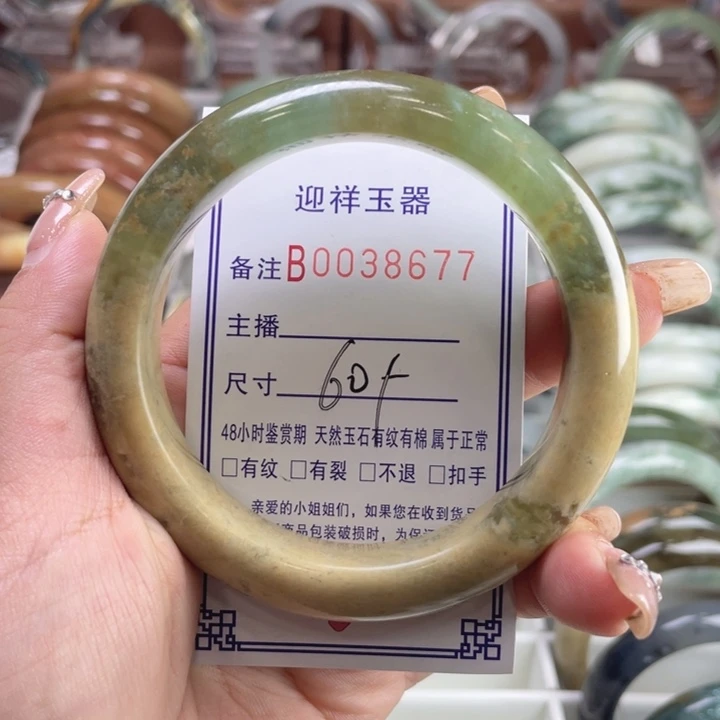 迎祥玉器
备注B0038677
主播
尺寸 60+
48小时鉴赏期 天然玉石有纹有棉属于正常
□有纹 □有裂 □不退 □扣手
亲爱的小姐姐们，如果您在收到货
商品包装破损时，为保